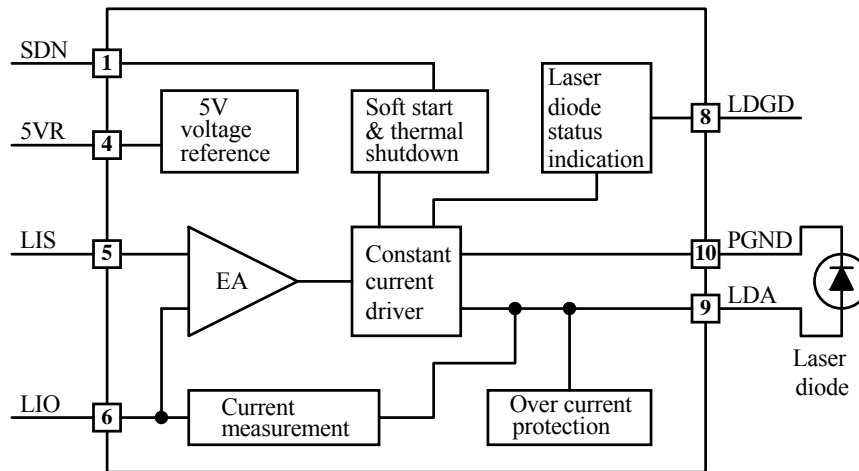 SDN
1
5V
voltage
reference
Soft start
& thermal
shutdown
Laser
diode
status
indication
8
LDGD
5VR
4
LIS
5
EA
Constant
current
driver
10
PGND
9
LDA
Laser
diode
LIO
6
Current
measurement
Over current
protection